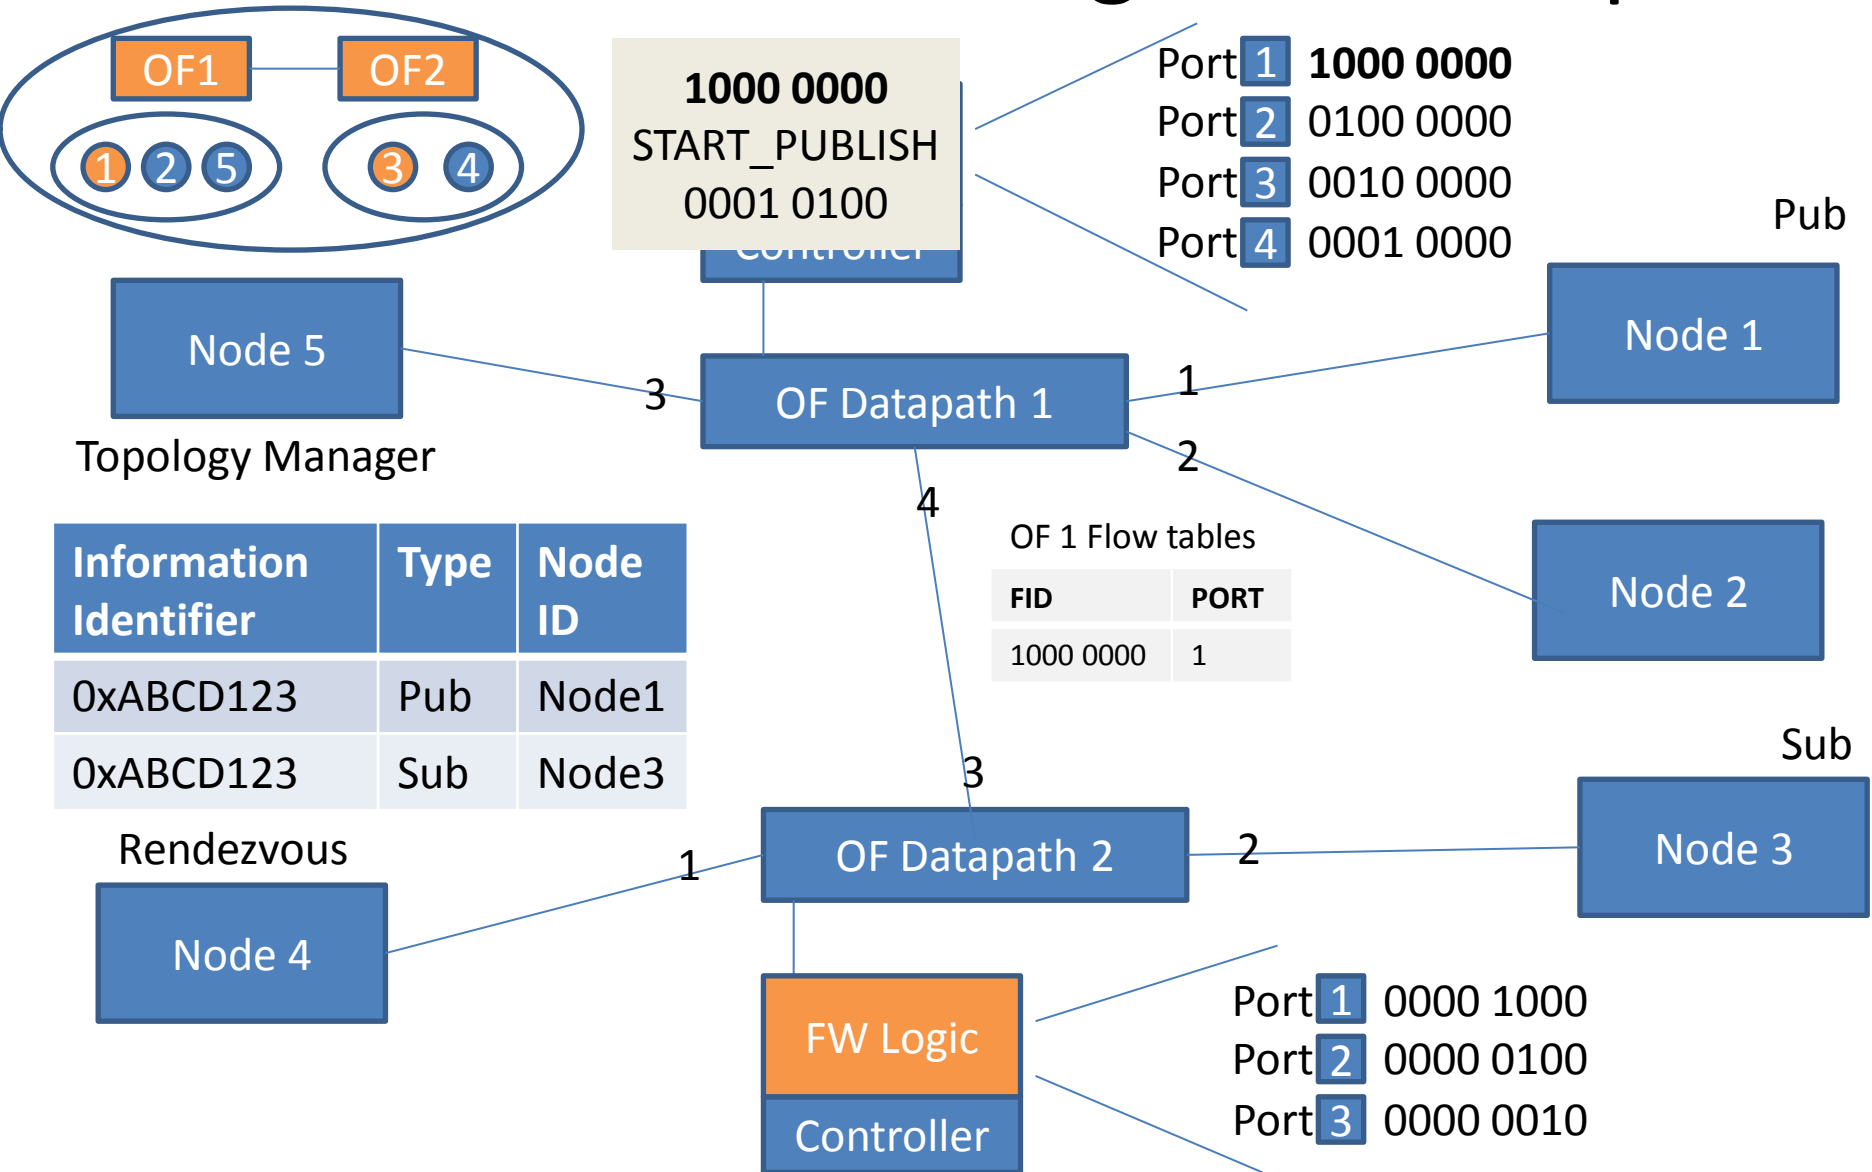 OF1
OF2
1
2
5
3
4
1000 0000
START_PUBLISH
0001 0100
Controller
Port 1 1000 0000
Port 2 0100 0000
Port 3 0010 0000
Port 4 0001 0000
Pub
Node 5
Topology Manager
3
OF Datapath 1
1
2
4
Node 1
Node 2
OF 1 Flow tables
FID PORT
1000 0000 1
Information Identifier Type Node ID
0xABCD123 Pub Node1
0xABCD123 Sub Node3
Rendezvous
Node 4
1
3
OF Datapath 2
2
Sub
Node 3
FW Logic
Controller
Port 1 0000 1000
Port 2 0000 0100
Port 3 0000 0010